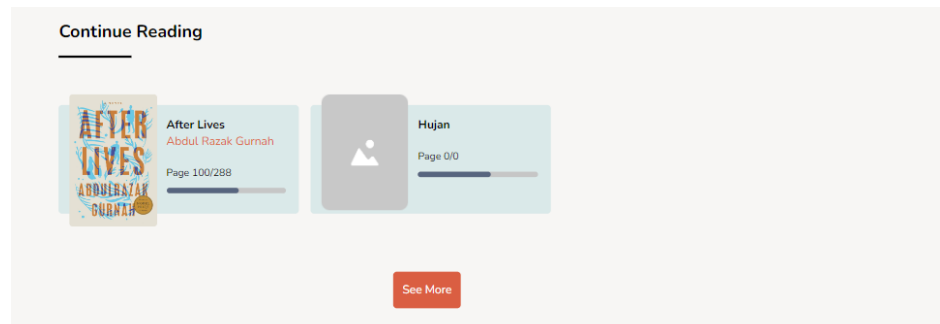 Continue Reading
AFTER
LIVES
ABDULRAZAK
GURNAH
After Lives
Abdul Razak Gurnah
Page 100/288
Hujan
Page 0/0
See More